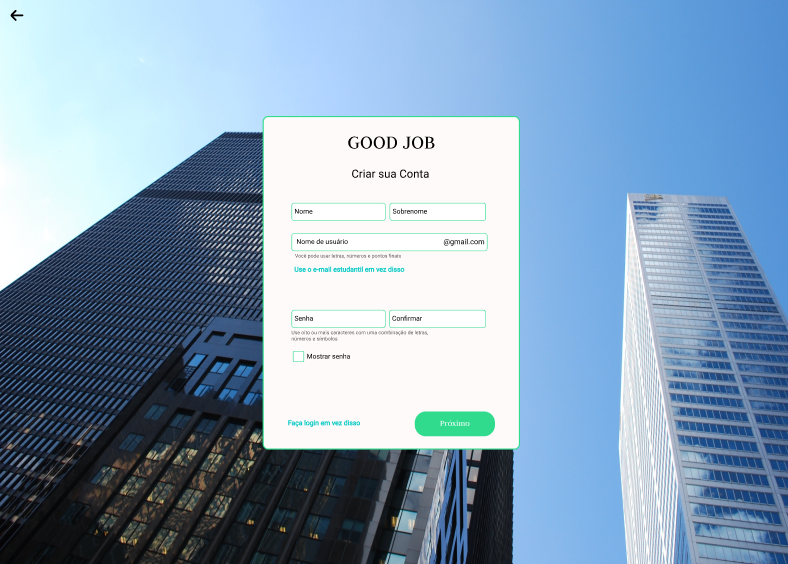 GOOD JOB
Criar sua Conta
Nome
Sobrenome
Nome de usuário
@gmail.com
Você pode usar letras, números e pontos finais
Use o e-mail estudantil em vez disso
Senha
Confirmar
Use oito ou mais caracteres com uma combinação de letras,
números e símbolos
Mostrar senha
Faça login em vez disso
Próximo